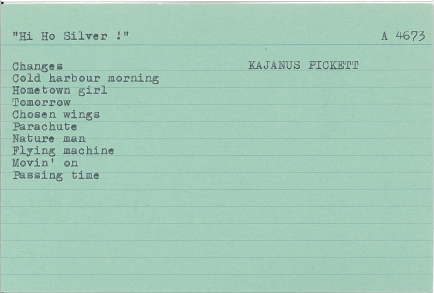 "Hi Ho Silver !" A 4673
Changes KAJANUS PICKETT
Cold harbour morning
Hometown girl
Tomorrow
Chosen wings
Parachute
Nature man
Flying machine
Movin' on
Passing time